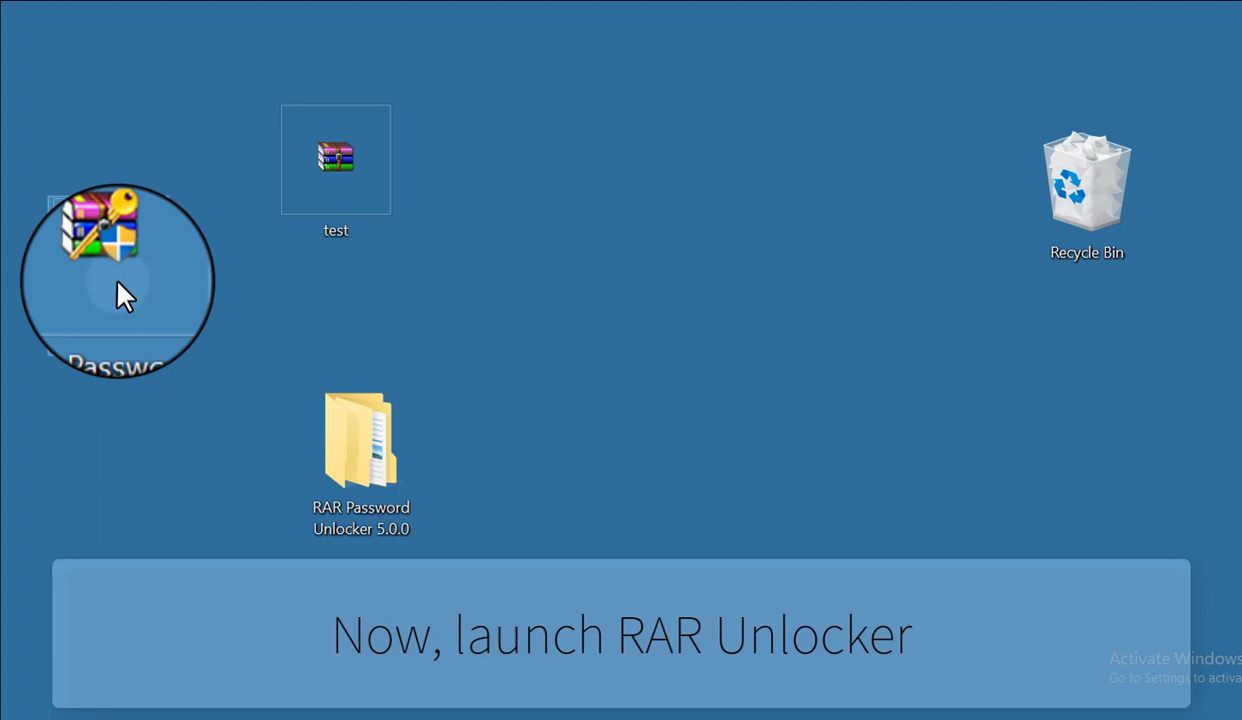 test
Recycle Bin
RAR Password
Unlocker 5.0.0
Now, launch RAR Unlocker
Activate Windows
Go to Settings to activa